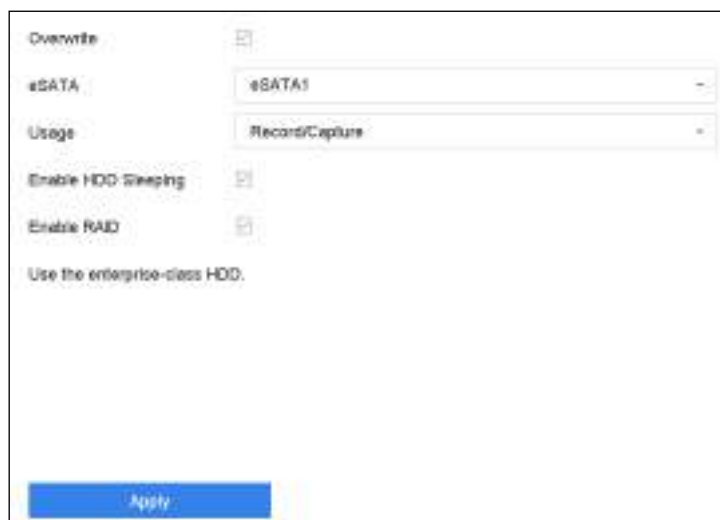 Overwrite
eSATA eSATA1
Usage Record/Capture
Enable HDD Sleeping
Enable RAID
Use the enterprise-class HDD.
Apply